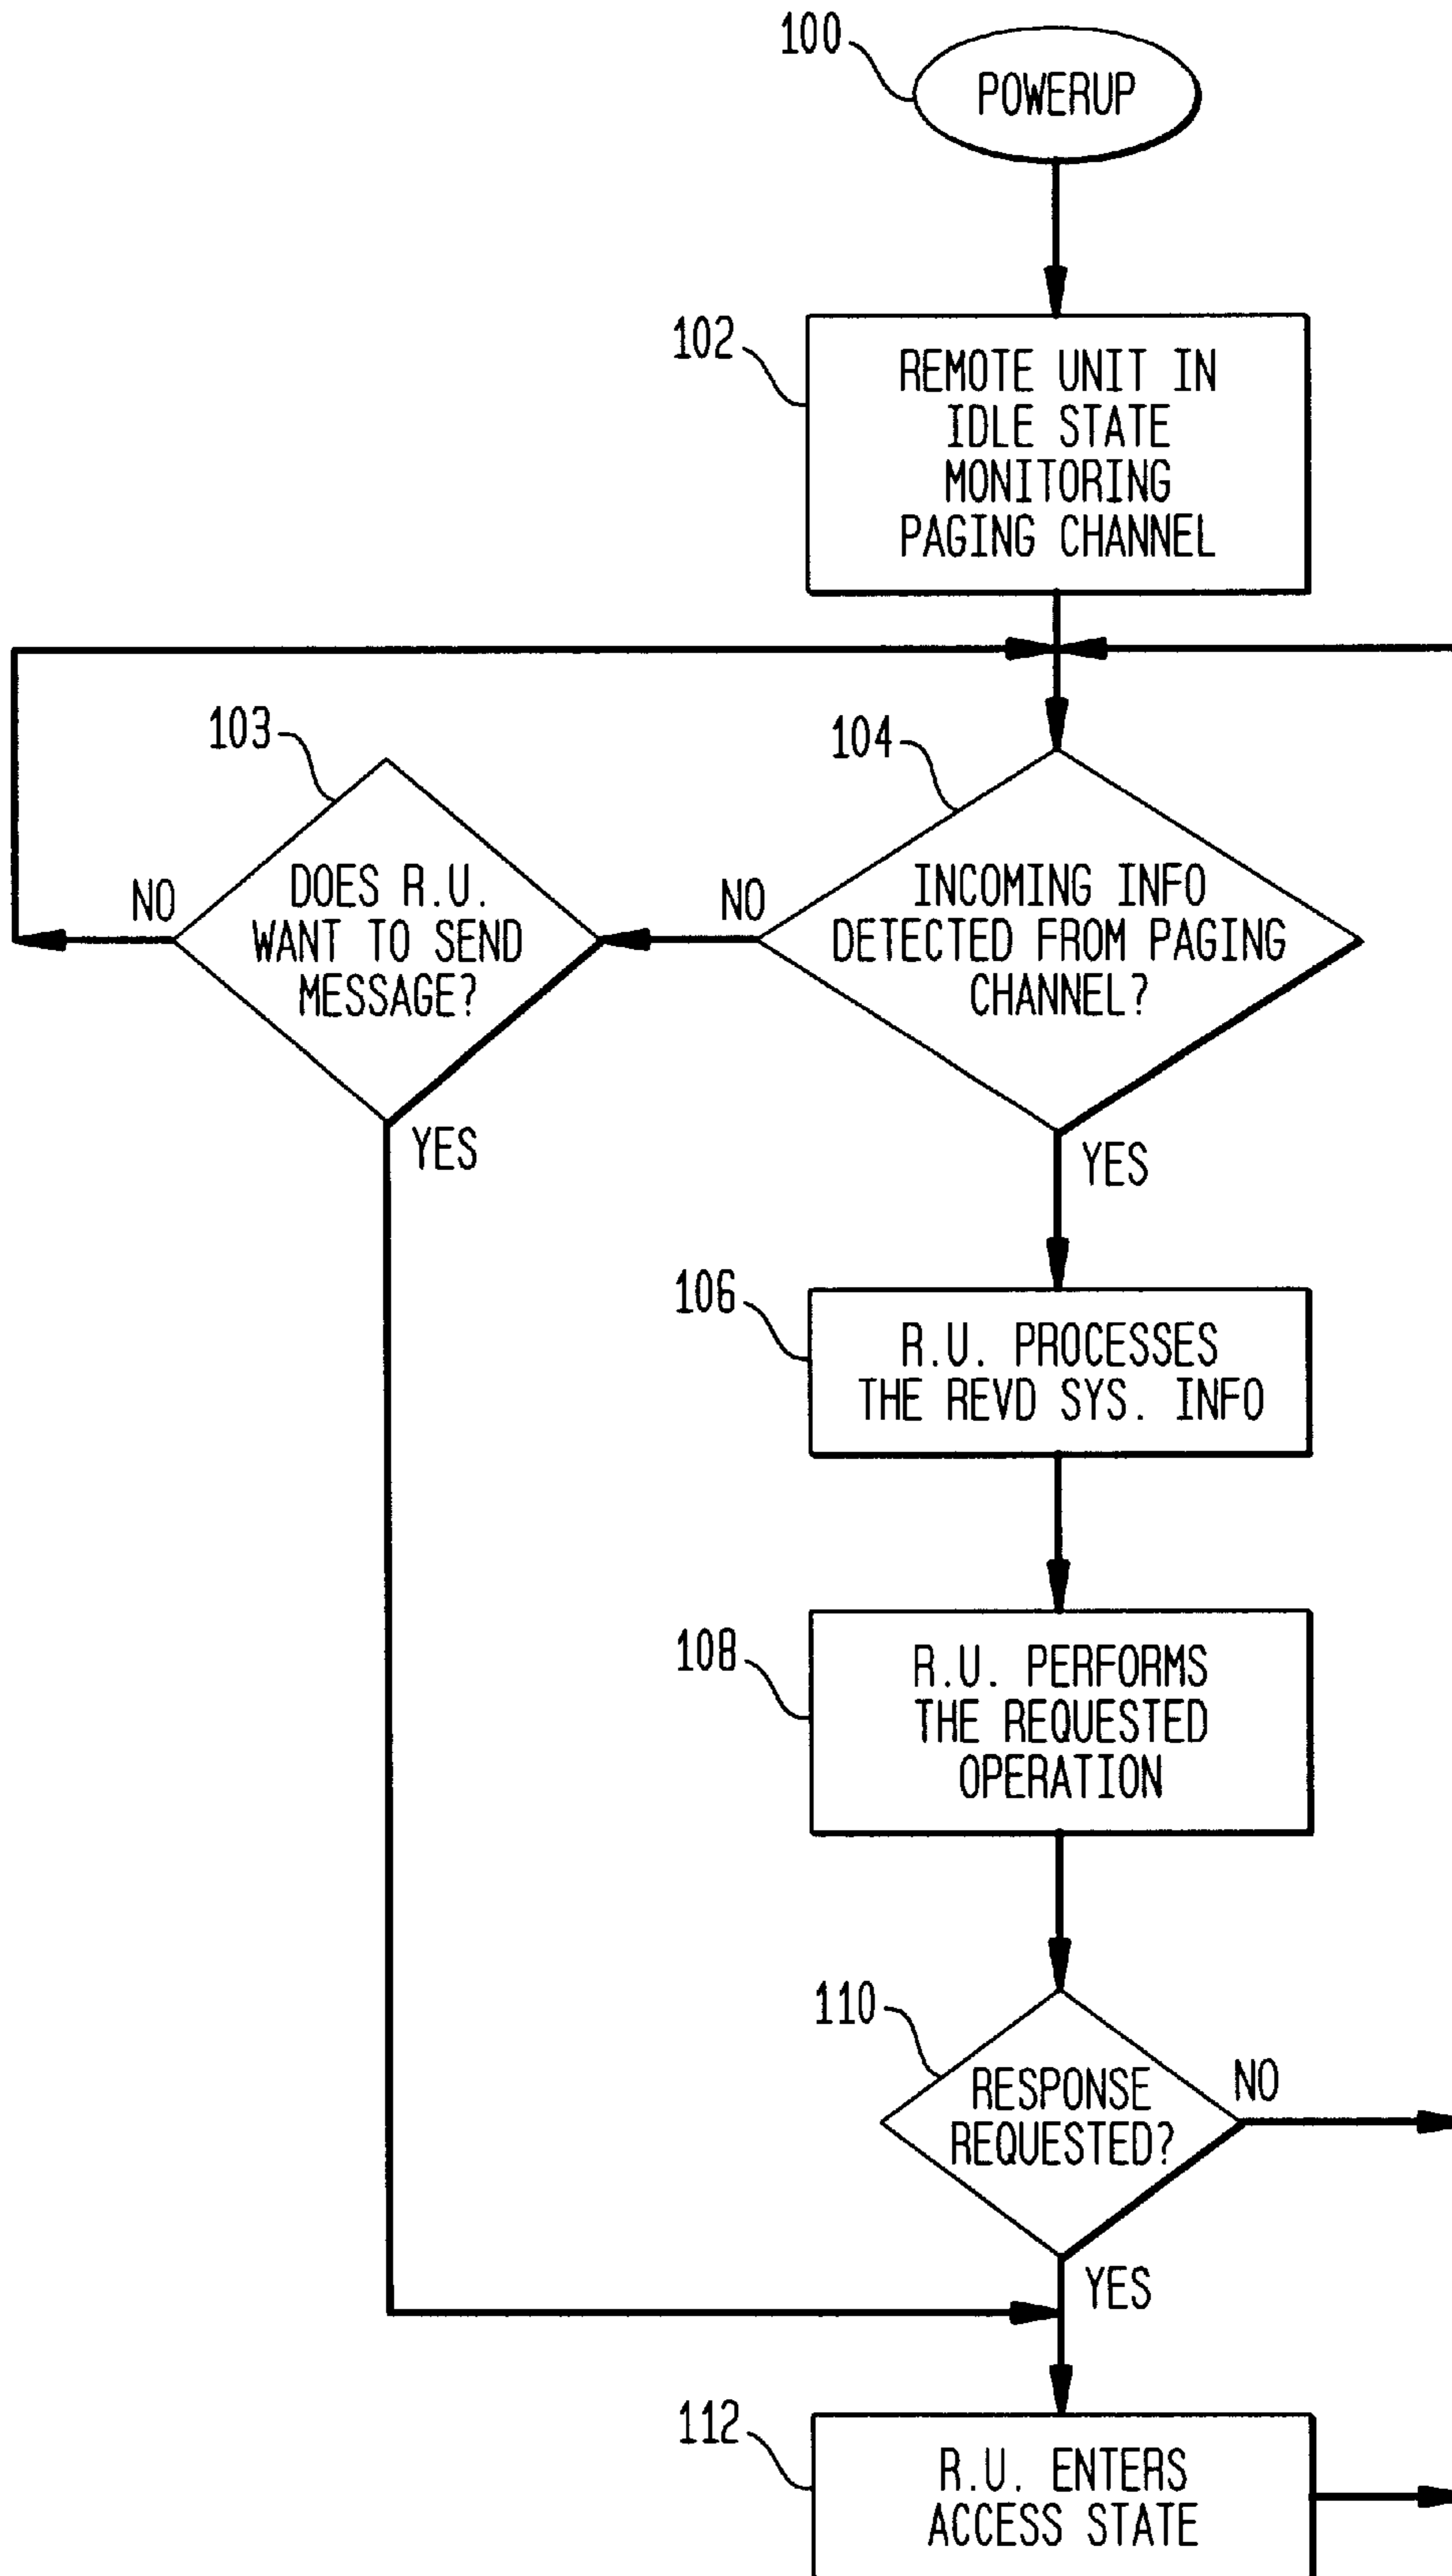 100
POWERUP
102
REMOTE UNIT IN
IDLE STATE
MONITORING
PAGING CHANNEL
103
DOES R.U.
WANT TO SEND
MESSAGE?
NO
YES
104
INCOMING INFO
DETECTED FROM PAGING
CHANNEL?
NO
YES
106
R.U. PROCESSES
THE REVD SYS. INFO
108
R.U. PERFORMS
THE REQUESTED
OPERATION
110
RESPONSE
REQUESTED?
NO
YES
112
R.U. ENTERS
ACCESS STATE